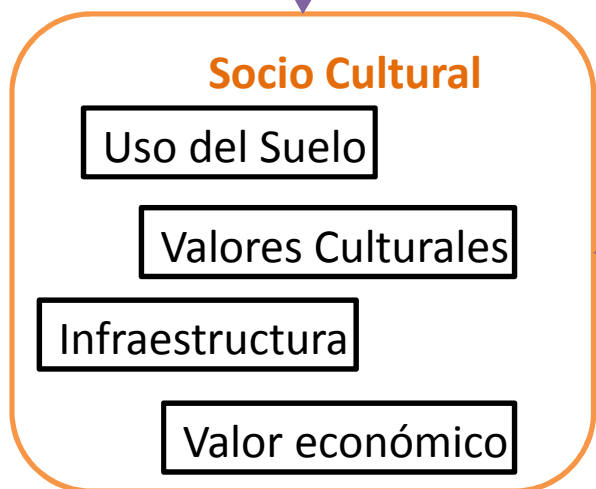 Socio Cultural
Uso del Suelo
Valores Culturales
Infraestructura
Valor económico